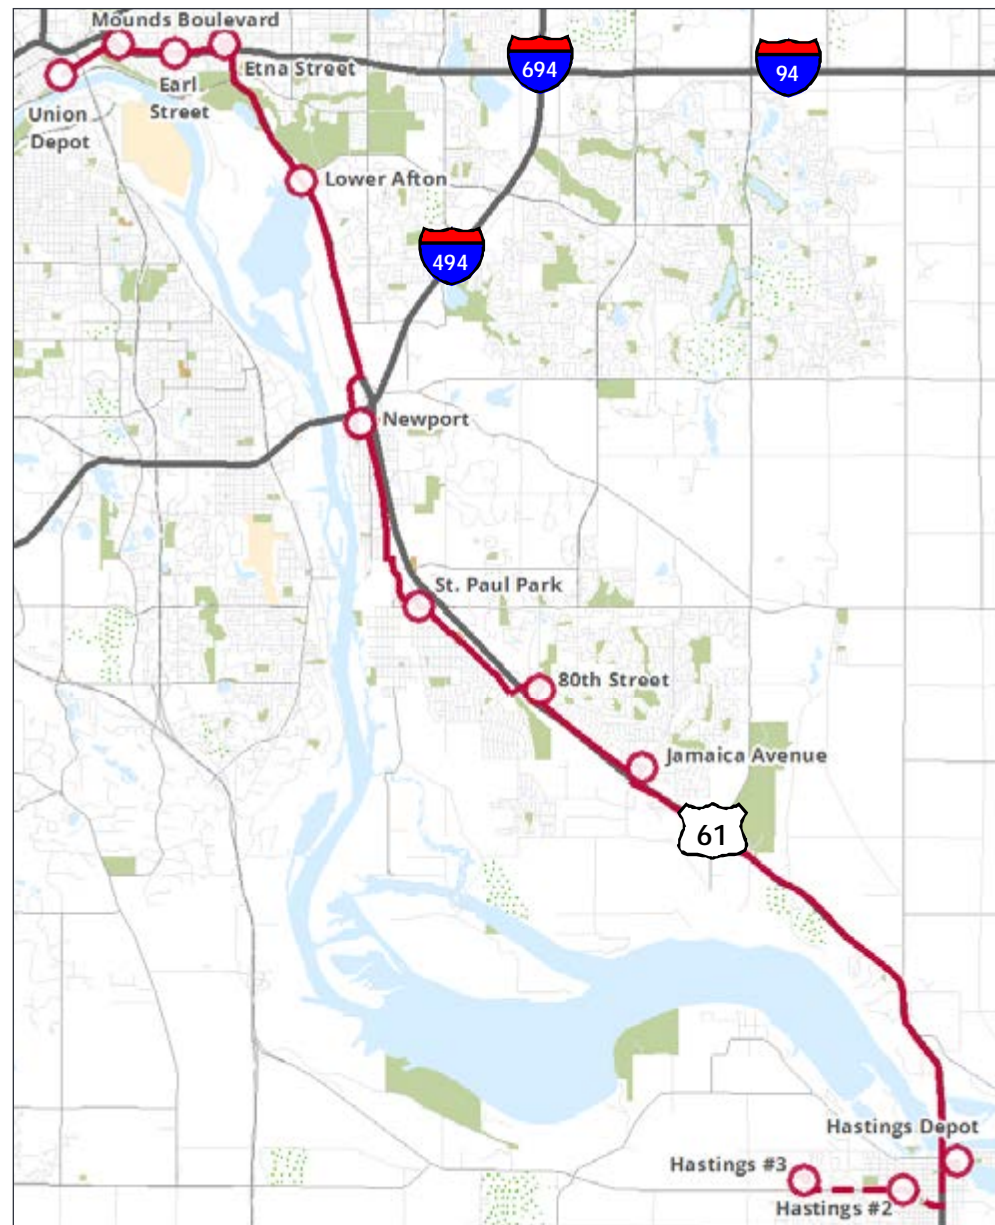 Mounds Boulevard
694
94
Etna Street
Earl
Street
Union
Depot
Lower Afton
494
Newport
St. Paul Park
80th Street
Jamaica Avenue
61
Hastings Depot
Hastings #3
Hastings #2